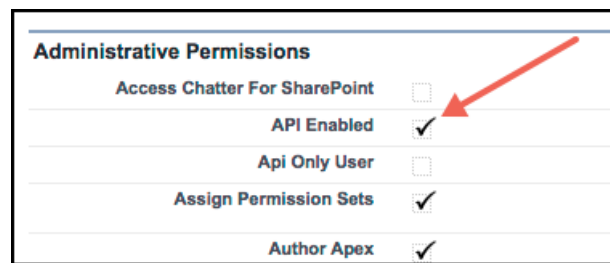 Administrative Permissions
Access Chatter For SharePoint
API Enabled
Api Only User
Assign Permission Sets
Author Apex